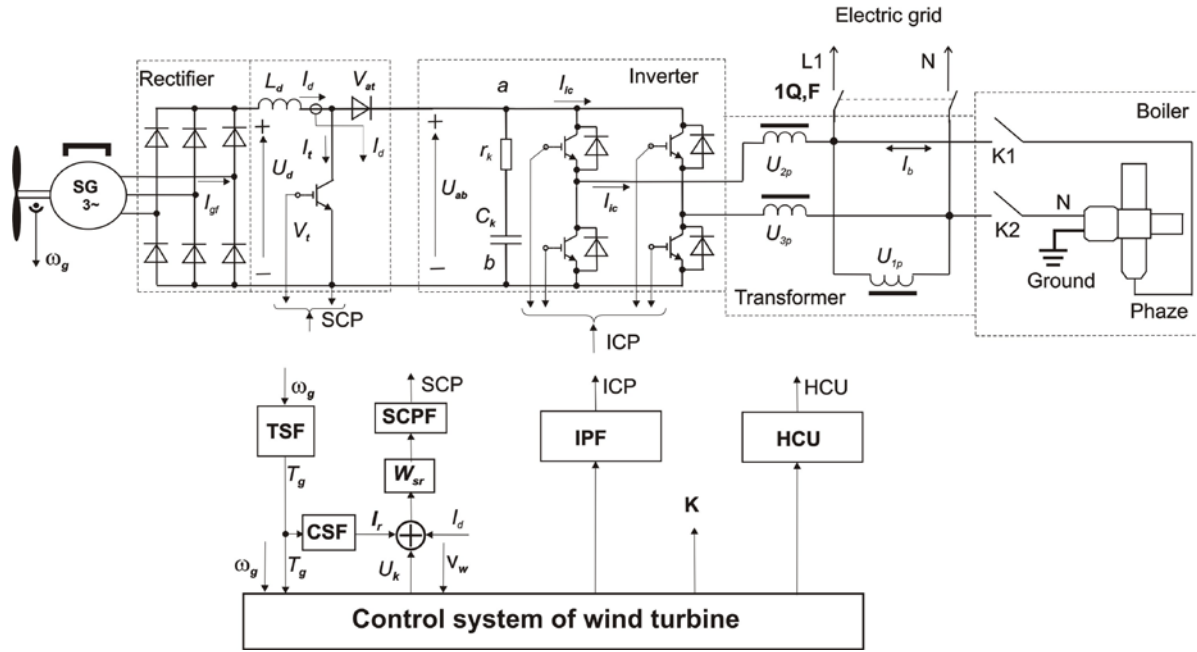 Electric grid
L1
N
Rectifier
L_d
I_d
V_at
a
I_ic
Inverter
1Q,F
Boiler
SG
3~
+
I_t
I_d
+
r_k
U_2p
I_b
K1
U_d
I_gf
U_ab
I_ic
C_k
U_3p
K2
N
V_t
ω_g
–
–
b
U_1p
Ground
Transformer
Phaze
SCP
ICP
ω_g
SCP
ICP
HCU
TSF
SCPF
IPF
HCU
T_g
W_sr
K
CSF
I_r
I_d
ω_g
T_g
U_k
V_w
Control system of wind turbine